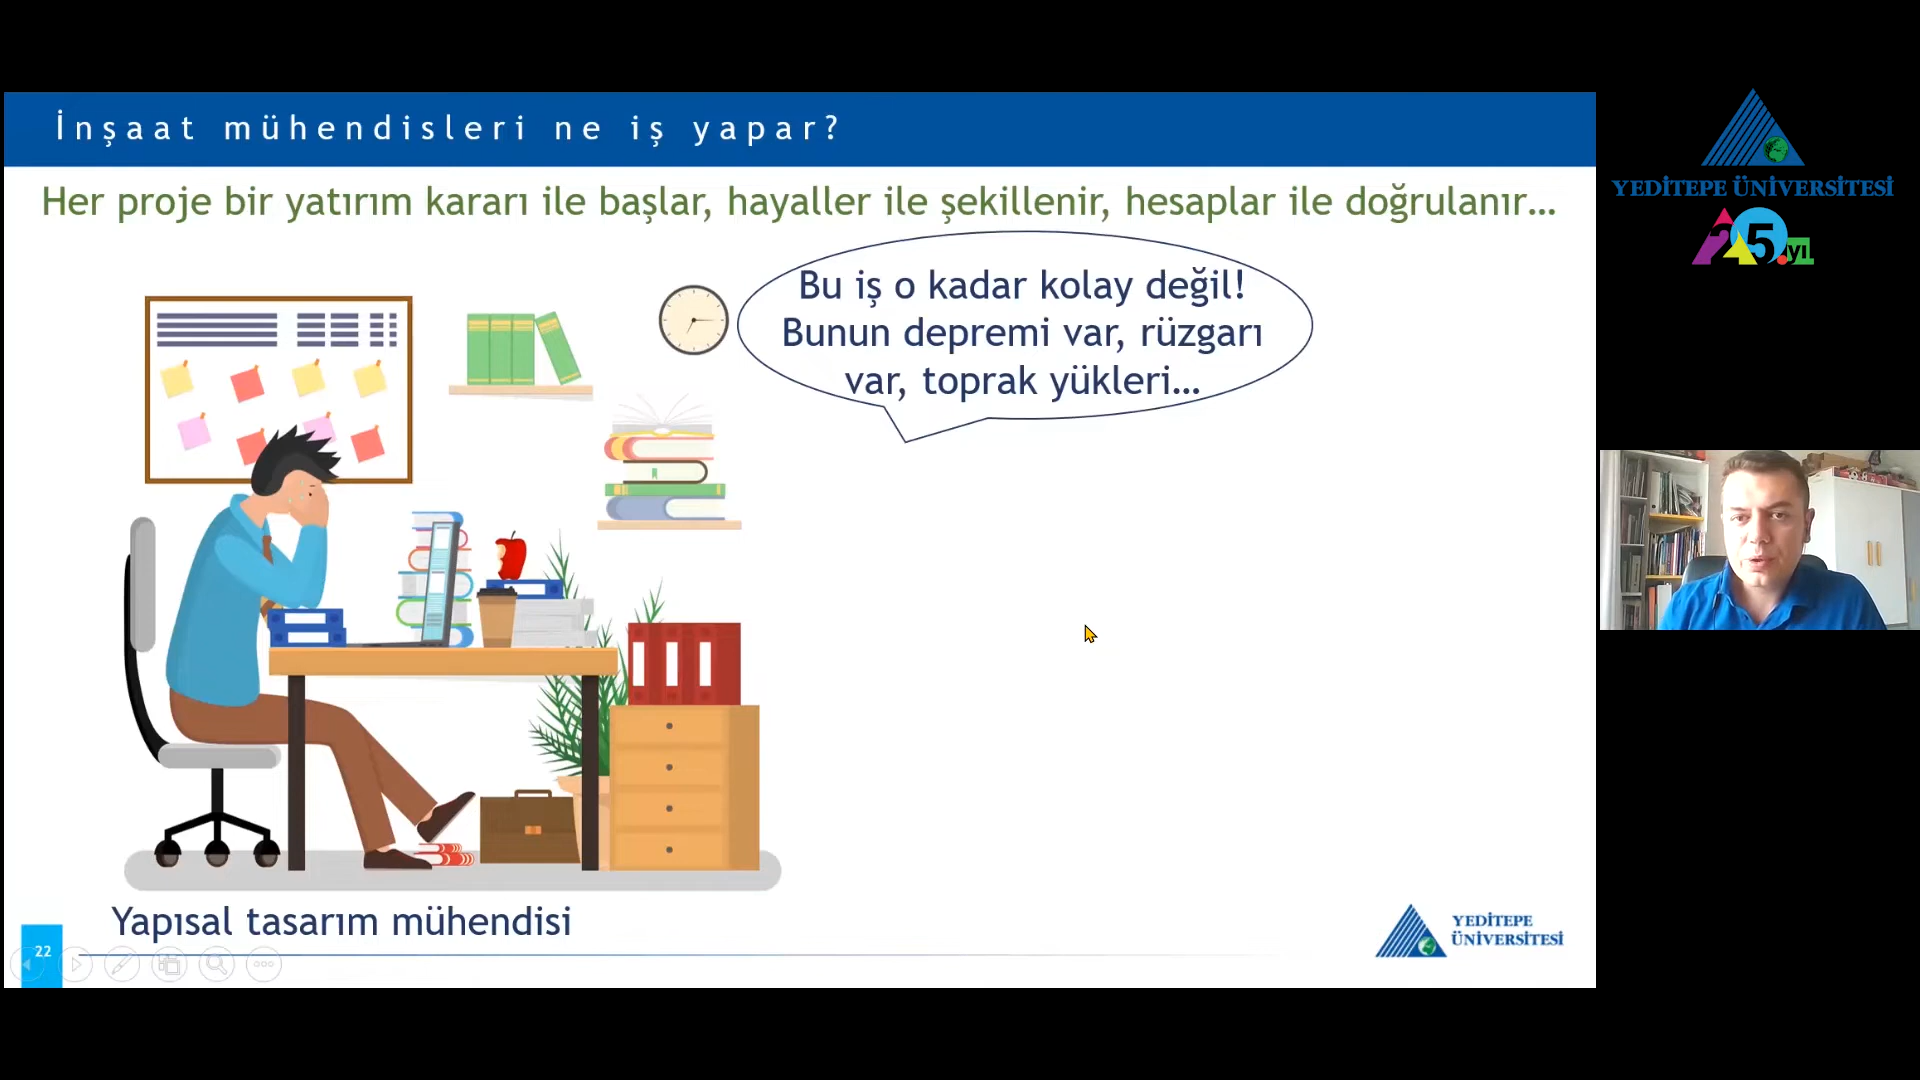 İnşaat mühendisleri ne iş yapar?
Her proje bir yatırım kararı ile başlar, hayaller ile şekillenir, hesaplar ile doğrulanır...
Bu iş o kadar kolay değil!
Bunun depremi var, rüzgarı
var, toprak yükleri...
Yapısal tasarım mühendisi
22
YEDİTEPE
ÜNİVERSİTESİ
YEDİTEPE ÜNİVERSİTESİ
25.yıl